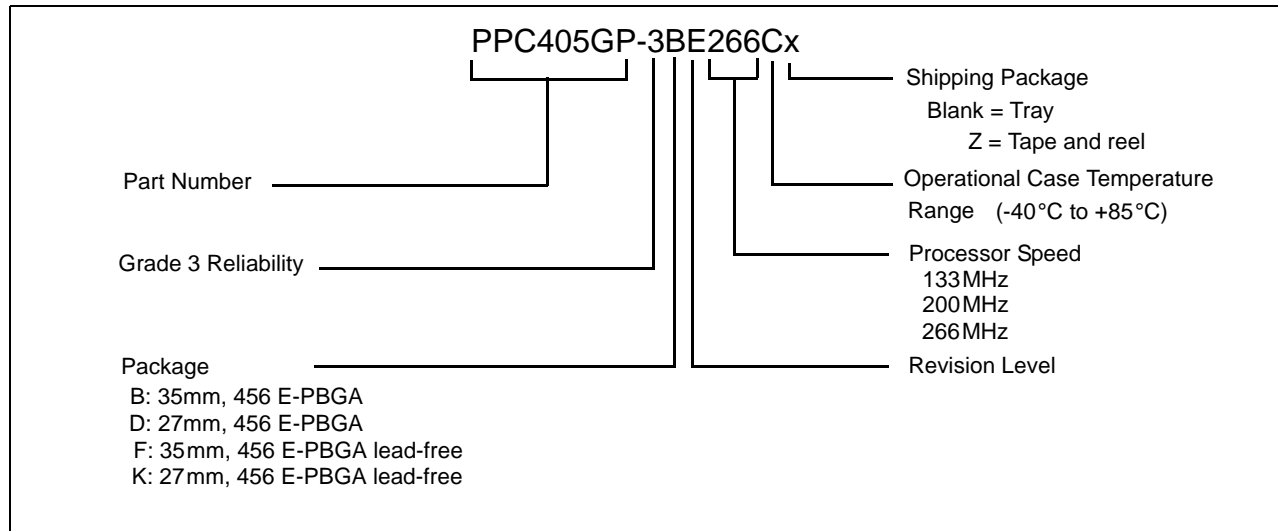 PPC405GP-3BE266Cx
Shipping Package
Blank = Tray
Z = Tape and reel
Part Number
Operational Case Temperature
Range (-40°C to +85°C)
Grade 3 Reliability
Processor Speed
133MHz
200MHz
266MHz
Package
B: 35mm, 456 E-PBGA
D: 27mm, 456 E-PBGA
F: 35mm, 456 E-PBGA lead-free
K: 27mm, 456 E-PBGA lead-free
Revision Level